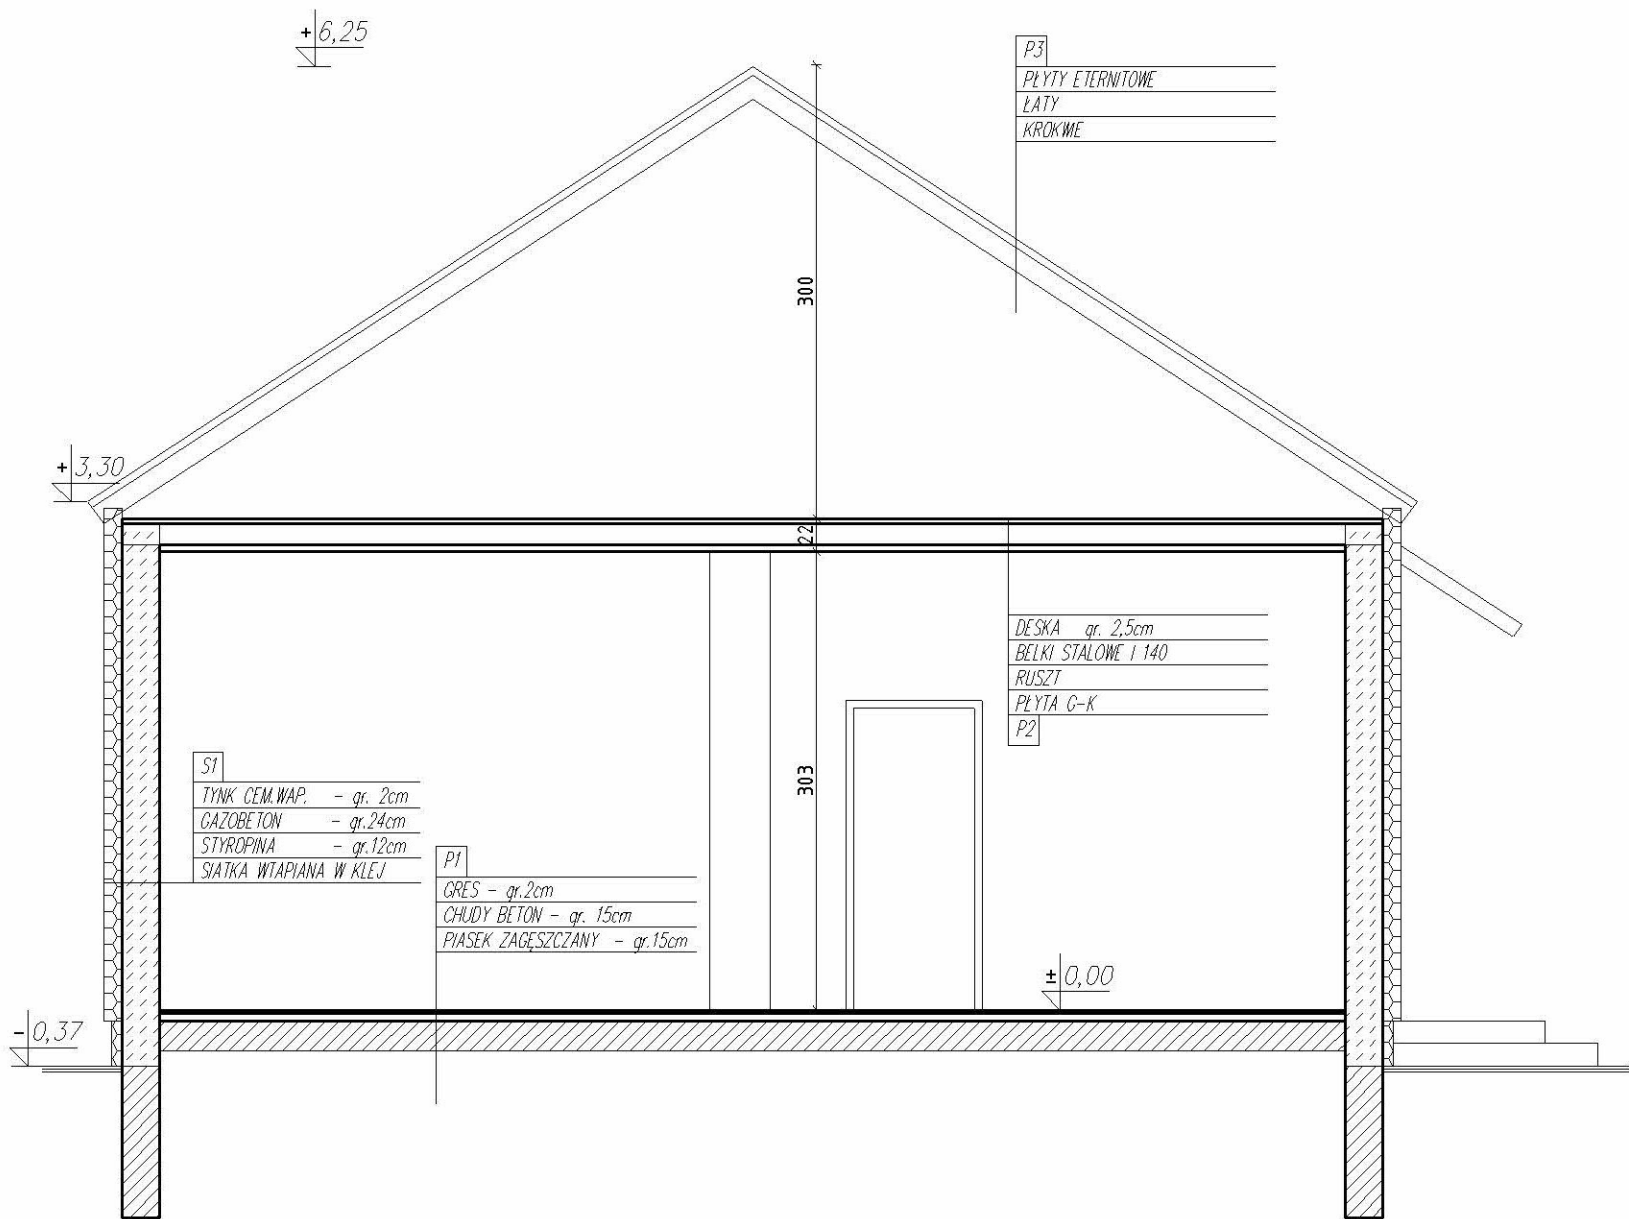 +6,25
P3
PŁYTY ETERNITOWE
ŁATY
KROKWIE
300
+3,30
22
DESKA gr. 2,5cm
BELKI STALOWE I 140
RUSZT
PŁYTA G-K
P2
303
S1
TYNK CEM.WAP. - gr. 2cm
GAZOBETON - gr.24cm
STYROPINA - gr.12cm
SIATKA WTAPIANA W KLEJ
P1
GRES - gr.2cm
CHUDY BETON - gr. 15cm
PIASEK ZAGĘSZCZANY - gr.15cm
±0,00
-0,37